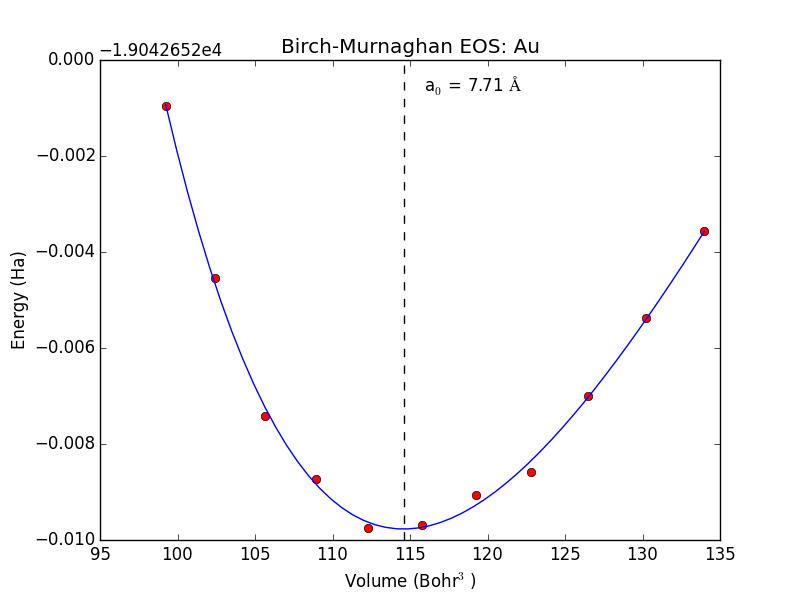 Birch-Murnaghan EOS: Au
−1.9042652e4
a₀ = 7.71 Å
0.000
−0.002
−0.004
−0.006
−0.008
−0.010
Energy (Ha)
95 100 105 110 115 120 125 130 135
Volume (Bohr³ )